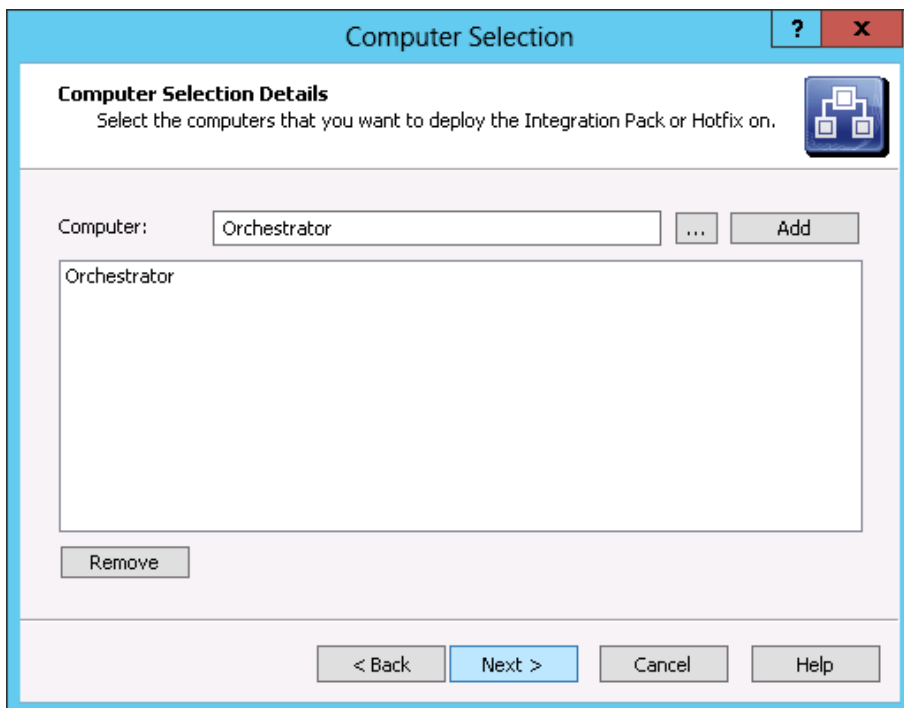 Computer Selection
? x
Computer Selection Details
Select the computers that you want to deploy the Integration Pack or Hotfix on.
Computer: Orchestrator ... Add
Orchestrator
Remove
< Back Next > Cancel Help